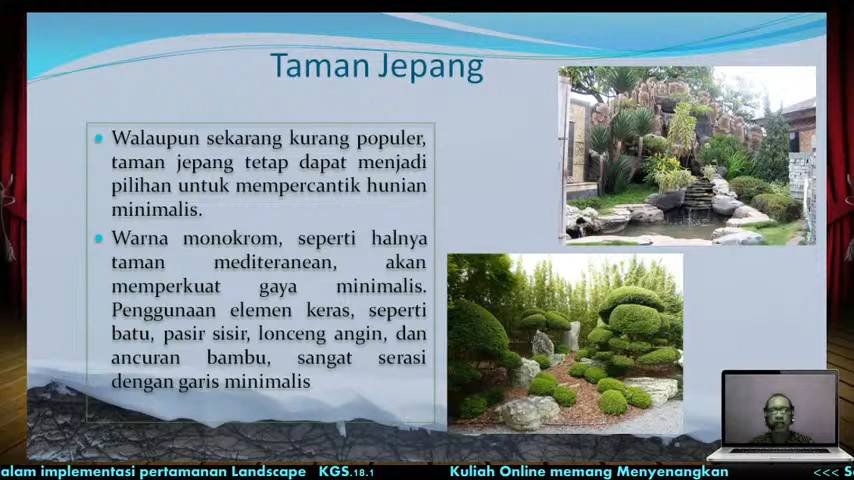 Taman Jepang
Walaupun sekarang kurang populer,
taman jepang tetap dapat menjadi
pilihan untuk mempercantik hunian
minimalis.
Warna monokrom, seperti halnya
taman mediteranean, akan
memperkuat gaya minimalis.
Penggunaan elemen keras, seperti
batu, pasir sisir, lonceng angin, dan
ancuran bambu, sangat serasi
dengan garis minimalis
alam implementasi pertamanan Landscape KGS.18.1 Kuliah Online memang Menyenangkan <<< S